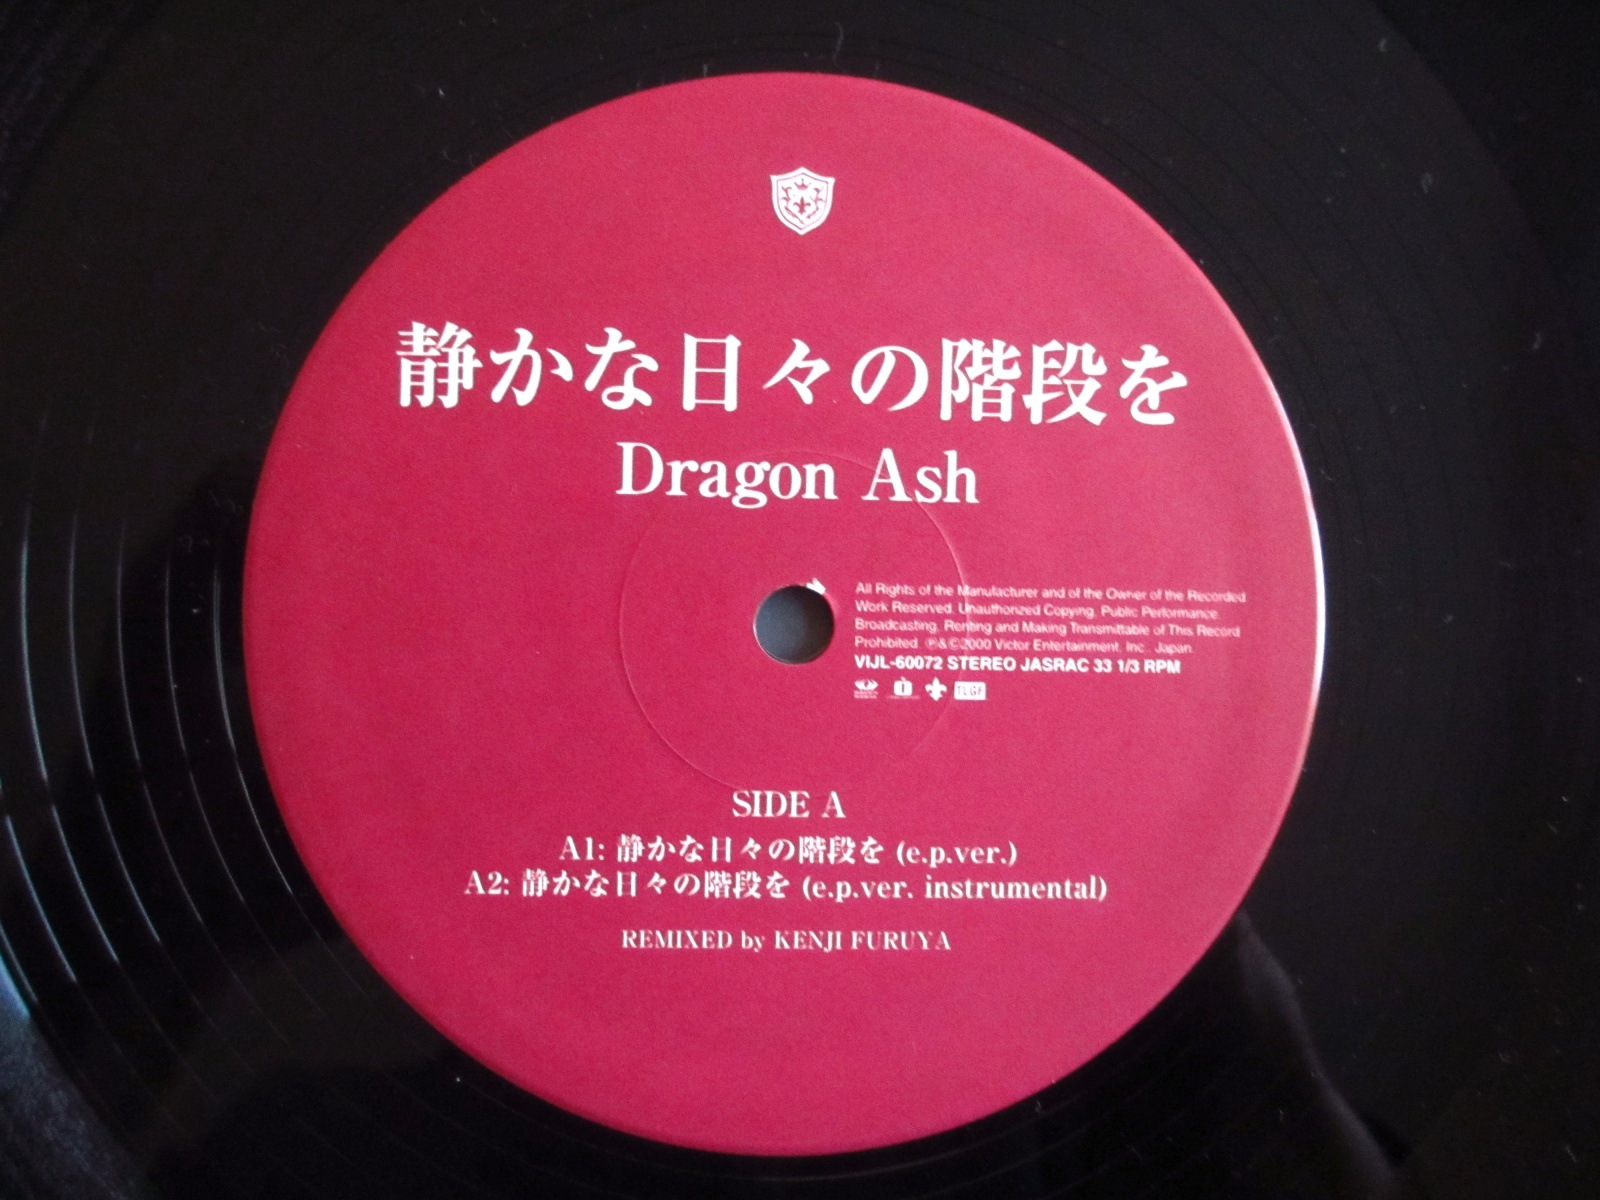 静かな日々の階段を
Dragon Ash
All Rights of the Manufacturer and of the Owner of the Recorded
Work Reserved. Unauthorized Copying. Public Performance.
Broadcasting. Renting and Making Transmittable of This Record
Prohibited. ℗&©2000 Victor Entertainment, Inc., Japan.
VIJL-60072 STEREO JASRAC 33 1/3 RPM
TLGF
SIDE A
A1: 静かな日々の階段を (e.p.ver.)
A2: 静かな日々の階段を (e.p.ver. instrumental)
REMIXED by KENJI FURUYA